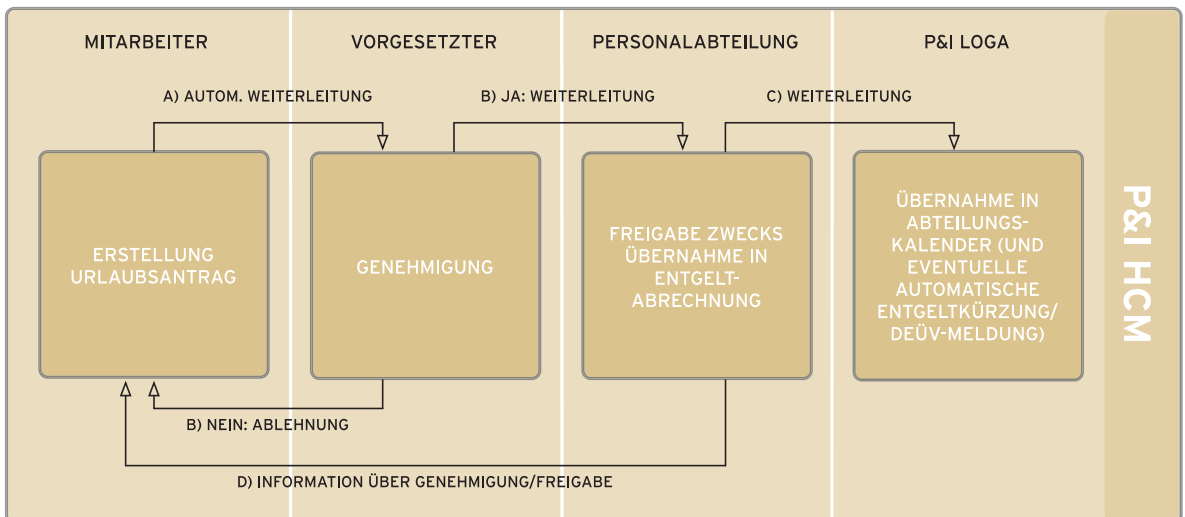 MITARBEITER
VORGESETZTER
PERSONALABTEILUNG
P&I LOGA
A) AUTOM. WEITERLEITUNG
B) JA: WEITERLEITUNG
C) WEITERLEITUNG
ERSTELLUNG
URLAUBSANTRAG
GENEHMIGUNG
FREIGABE ZWECKS
ÜBERNAHME IN
ENTGELT-
ABRECHNUNG
ÜBERNAHME IN
ABTEILUNGS-
KALENDER (UND
EVENTUELLE
AUTOMATISCHE
ENTGELTKÜRZUNG/
DEÜV-MELDUNG)
P&I HCM
B) NEIN: ABLEHNUNG
D) INFORMATION ÜBER GENEHMIGUNG/FREIGABE